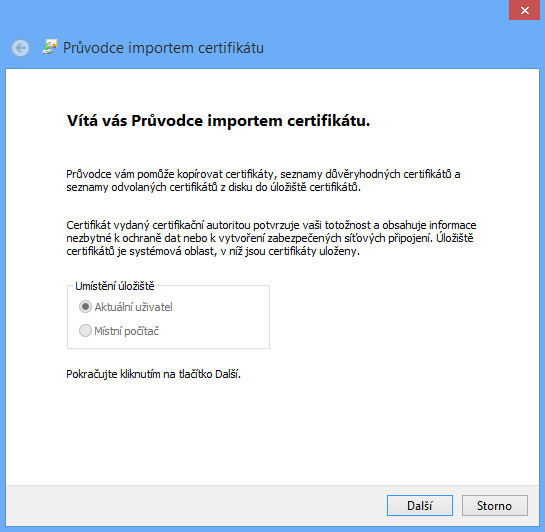 Průvodce importem certifikátu
Vítá vás Průvodce importem certifikátu.
Průvodce vám pomůže kopírovat certifikáty, seznamy důvěryhodných certifikátů a
seznamy odvolaných certifikátů z disku do úložiště certifikátů.
Certifikát vydaný certifikační autoritou potvrzuje vaši totožnost a obsahuje informace
nezbytné k ochraně dat nebo k vytvoření zabezpečených síťových připojení. Úložiště
certifikátů je systémová oblast, v níž jsou certifikáty uloženy.
Umístění úložiště
Aktuální uživatel
Místní počítač
Pokračujte kliknutím na tlačítko Další.
Další
Storno